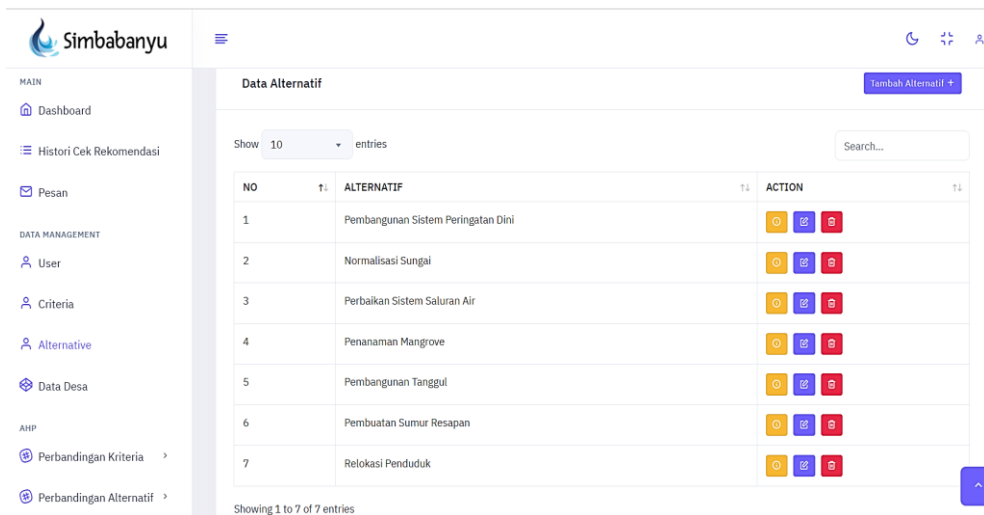 Simbabanyu
MAIN
Dashboard
Histori Cek Rekomendasi
Pesan
DATA MANAGEMENT
User
Criteria
Alternative
Data Desa
AHP
Perbandingan Kriteria
Perbandingan Alternatif
Data Alternatif
Tambah Alternatif +
Show 10 entries
Search...
NO ALTERNATIF ACTION
1 Pembangunan Sistem Peringatan Dini
2 Normalisasi Sungai
3 Perbaikan Sistem Saluran Air
4 Penanaman Mangrove
5 Pembangunan Tanggul
6 Pembuatan Sumur Resapan
7 Relokasi Penduduk
Showing 1 to 7 of 7 entries